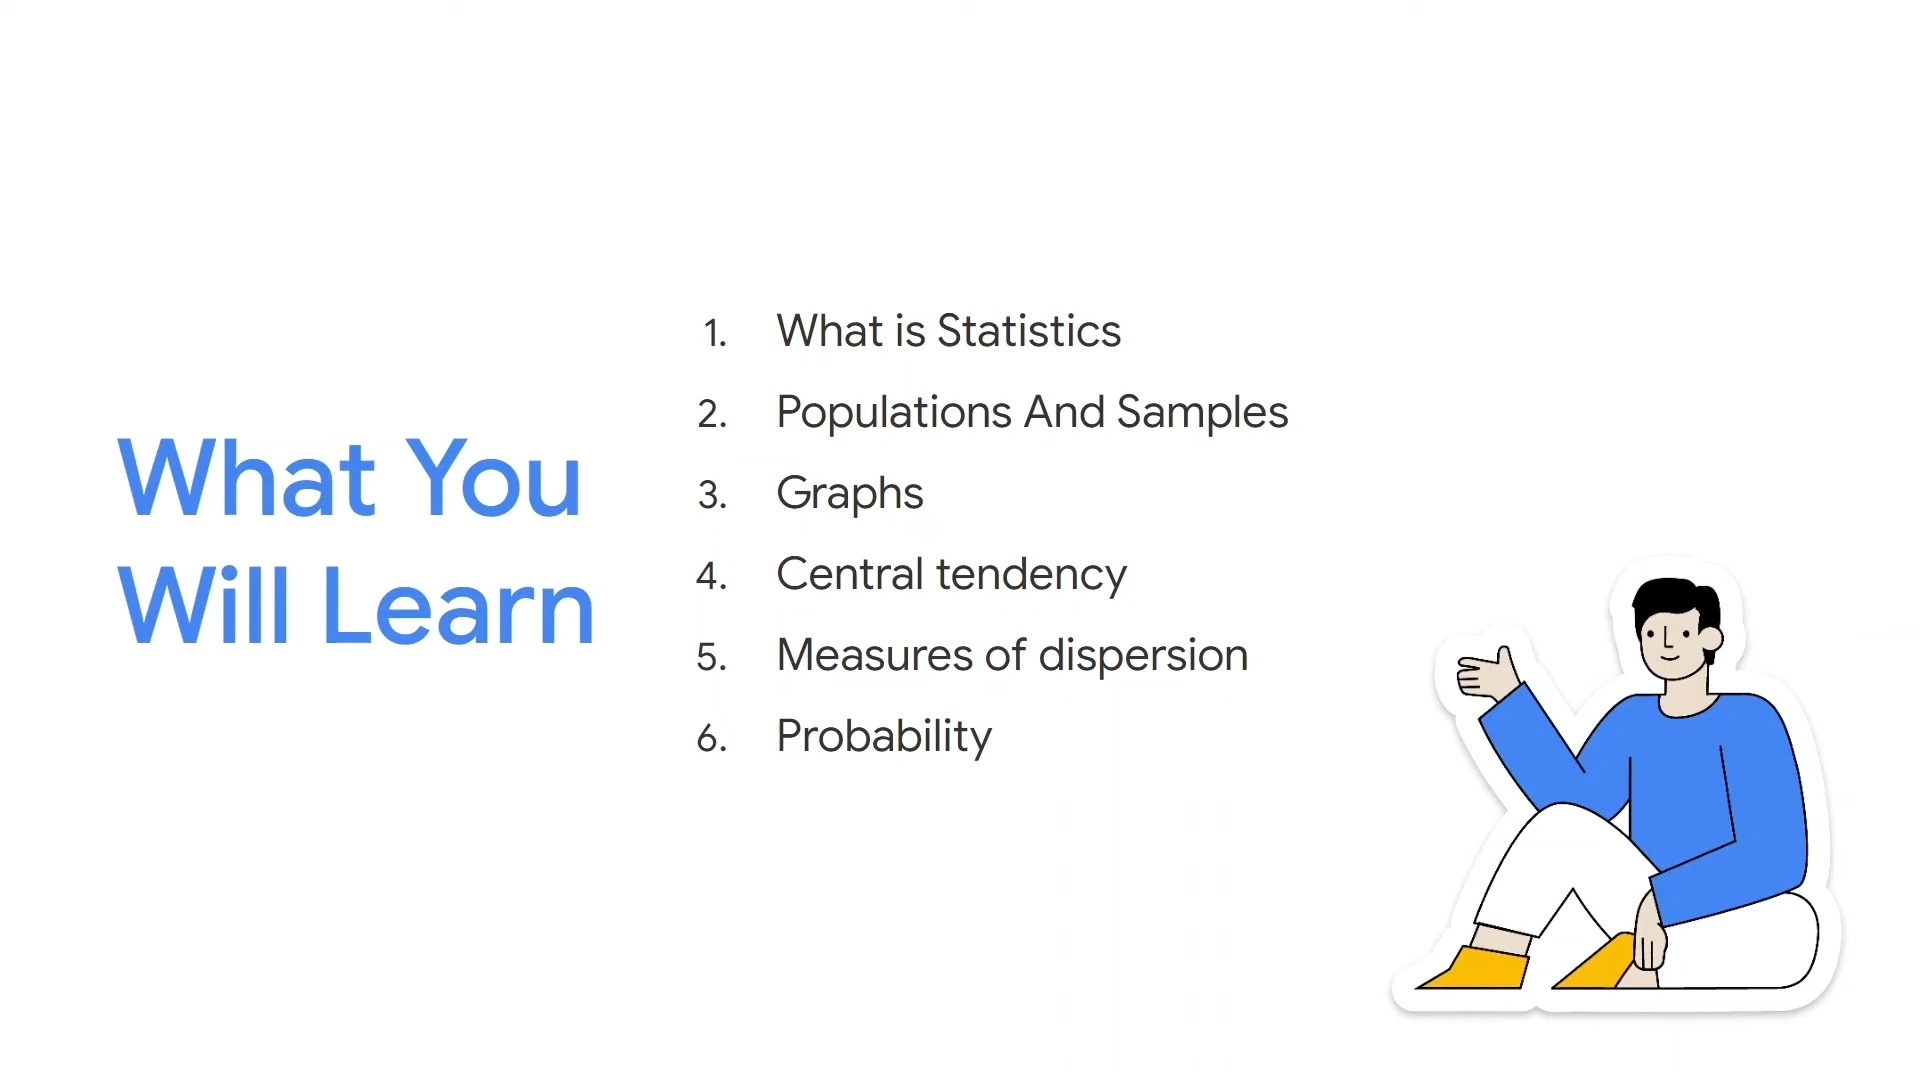 What You
Will Learn
1. What is Statistics
2. Populations And Samples
3. Graphs
4. Central tendency
5. Measures of dispersion
6. Probability